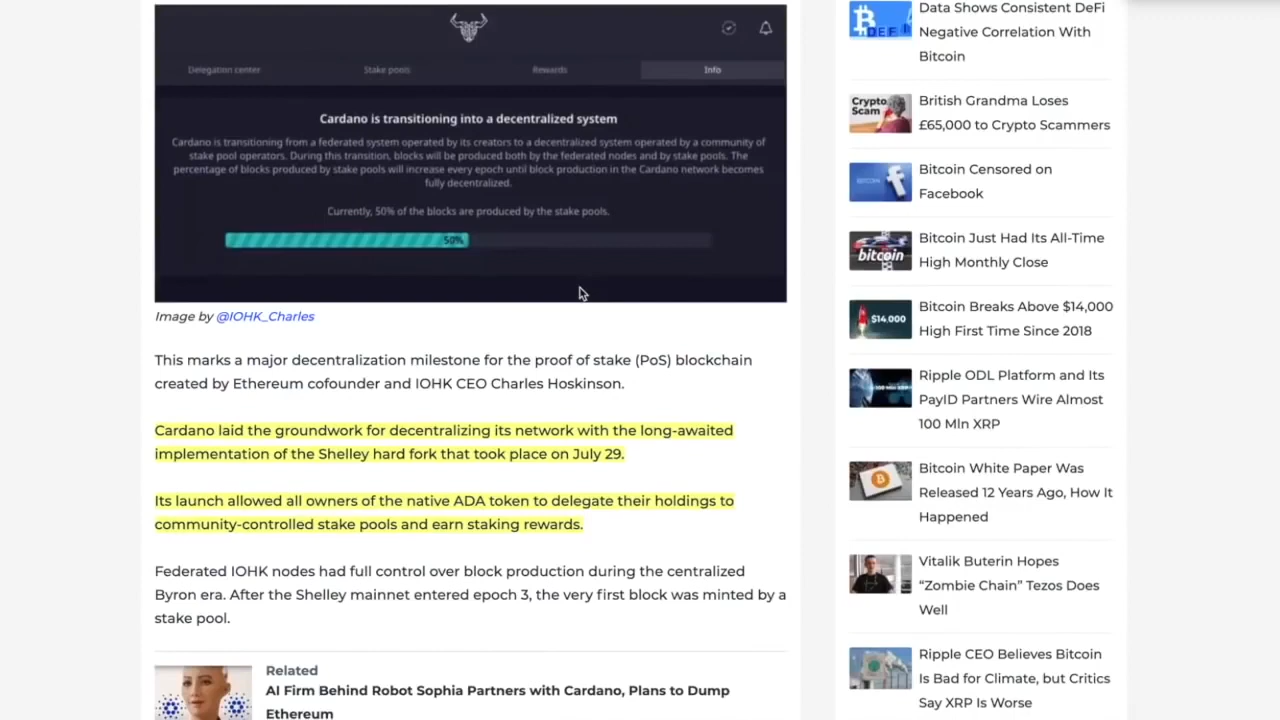 Delegation center
Stake pools
Rewards
Info
Cardano is transitioning into a decentralized system
Cardano is transitioning from a federated system operated by its creators to a decentralized system operated by a community of
stake pool operators. During this transition, blocks will be produced both by the federated nodes and by stake pools. The
percentage of blocks produced by stake pools will increase every epoch until block production in the Cardano network becomes
fully decentralized.
Currently, 50% of the blocks are produced by the stake pools.
50%
Image by @IOHK_Charles
This marks a major decentralization milestone for the proof of stake (PoS) blockchain
created by Ethereum cofounder and IOHK CEO Charles Hoskinson.
Cardano laid the groundwork for decentralizing its network with the long-awaited
implementation of the Shelley hard fork that took place on July 29.
Its launch allowed all owners of the native ADA token to delegate their holdings to
community-controlled stake pools and earn staking rewards.
Federated IOHK nodes had full control over block production during the centralized
Byron era. After the Shelley mainnet entered epoch 3, the very first block was minted by a
stake pool.
Related
AI Firm Behind Robot Sophia Partners with Cardano, Plans to Dump
Ethereum
DEF
Data Shows Consistent DeFi
Negative Correlation With
Bitcoin
Crypto
Scam
British Grandma Loses
£65,000 to Crypto Scammers
BITCOIN
Bitcoin Censored on
Facebook
bitcoin
Bitcoin Just Had Its All-Time
High Monthly Close
$14,000
Bitcoin Breaks Above $14,000
High First Time Since 2018
Ripple ODL Platform and Its
PayID Partners Wire Almost
100 Mln XRP
Bitcoin White Paper Was
Released 12 Years Ago, How It
Happened
Vitalik Buterin Hopes
“Zombie Chain” Tezos Does
Well
Ripple CEO Believes Bitcoin
Is Bad for Climate, but Critics
Say XRP Is Worse